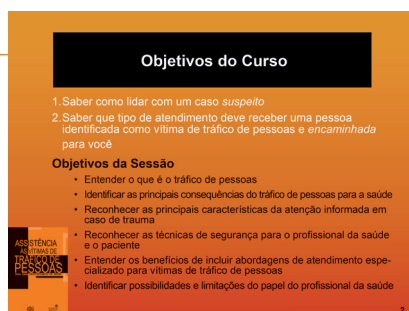 Objetivos do Curso
1.Saber como lidar com um caso suspeito
2.Saber que tipo de atendimento deve receber uma pessoa
identificada como vítima de tráfico de pessoas e encaminhada
para você
Objetivos da Sessão
• Entender o que é o tráfico de pessoas
• Identificar as principais consequências do tráfico de pessoas para a saúde
• Reconhecer as principais características da atenção informada em
caso de trauma
• Reconhecer as técnicas de segurança para o profissional da saúde
e o paciente
• Entender os benefícios de incluir abordagens de atendimento espe-
cializado para vítimas de tráfico de pessoas
• Identificar possibilidades e limitações do papel do profissional da saúde
ASSISTÊNCIA
ÀS VÍTIMAS DE
TRÁFICO DE
PESSOAS
2